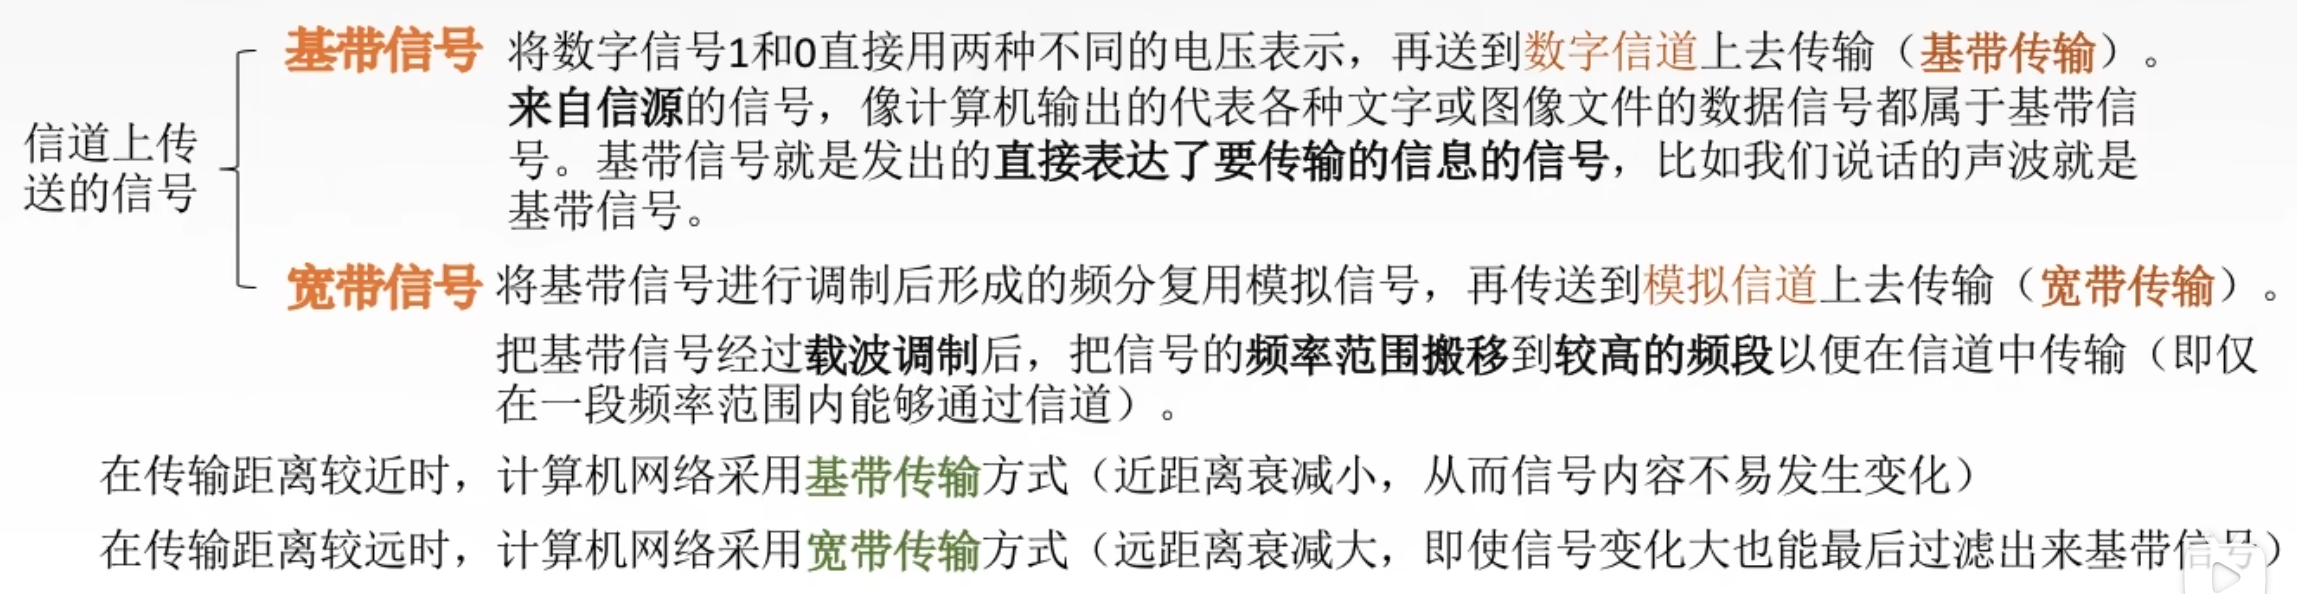 信道上传
送的信号
基带信号 将数字信号1和0直接用两种不同的电压表示，再送到数字信道上去传输（基带传输）。
来自信源的信号，像计算机输出的代表各种文字或图像文件的数据信号都属于基带信
号。基带信号就是发出的直接表达了要传输的信息的信号，比如我们说话的声波就是
基带信号。
宽带信号 将基带信号进行调制后形成的频分复用模拟信号，再传送到模拟信道上去传输（宽带传输）。
把基带信号经过载波调制后，把信号的频率范围搬移到较高的频段以便在信道中传输（即仅
在一段频率范围内能够通过信道）。
在传输距离较近时，计算机网络采用基带传输方式（近距离衰减小，从而信号内容不易发生变化）
在传输距离较远时，计算机网络采用宽带传输方式（远距离衰减大，即使信号变化大也能最后过滤出来基带信号）